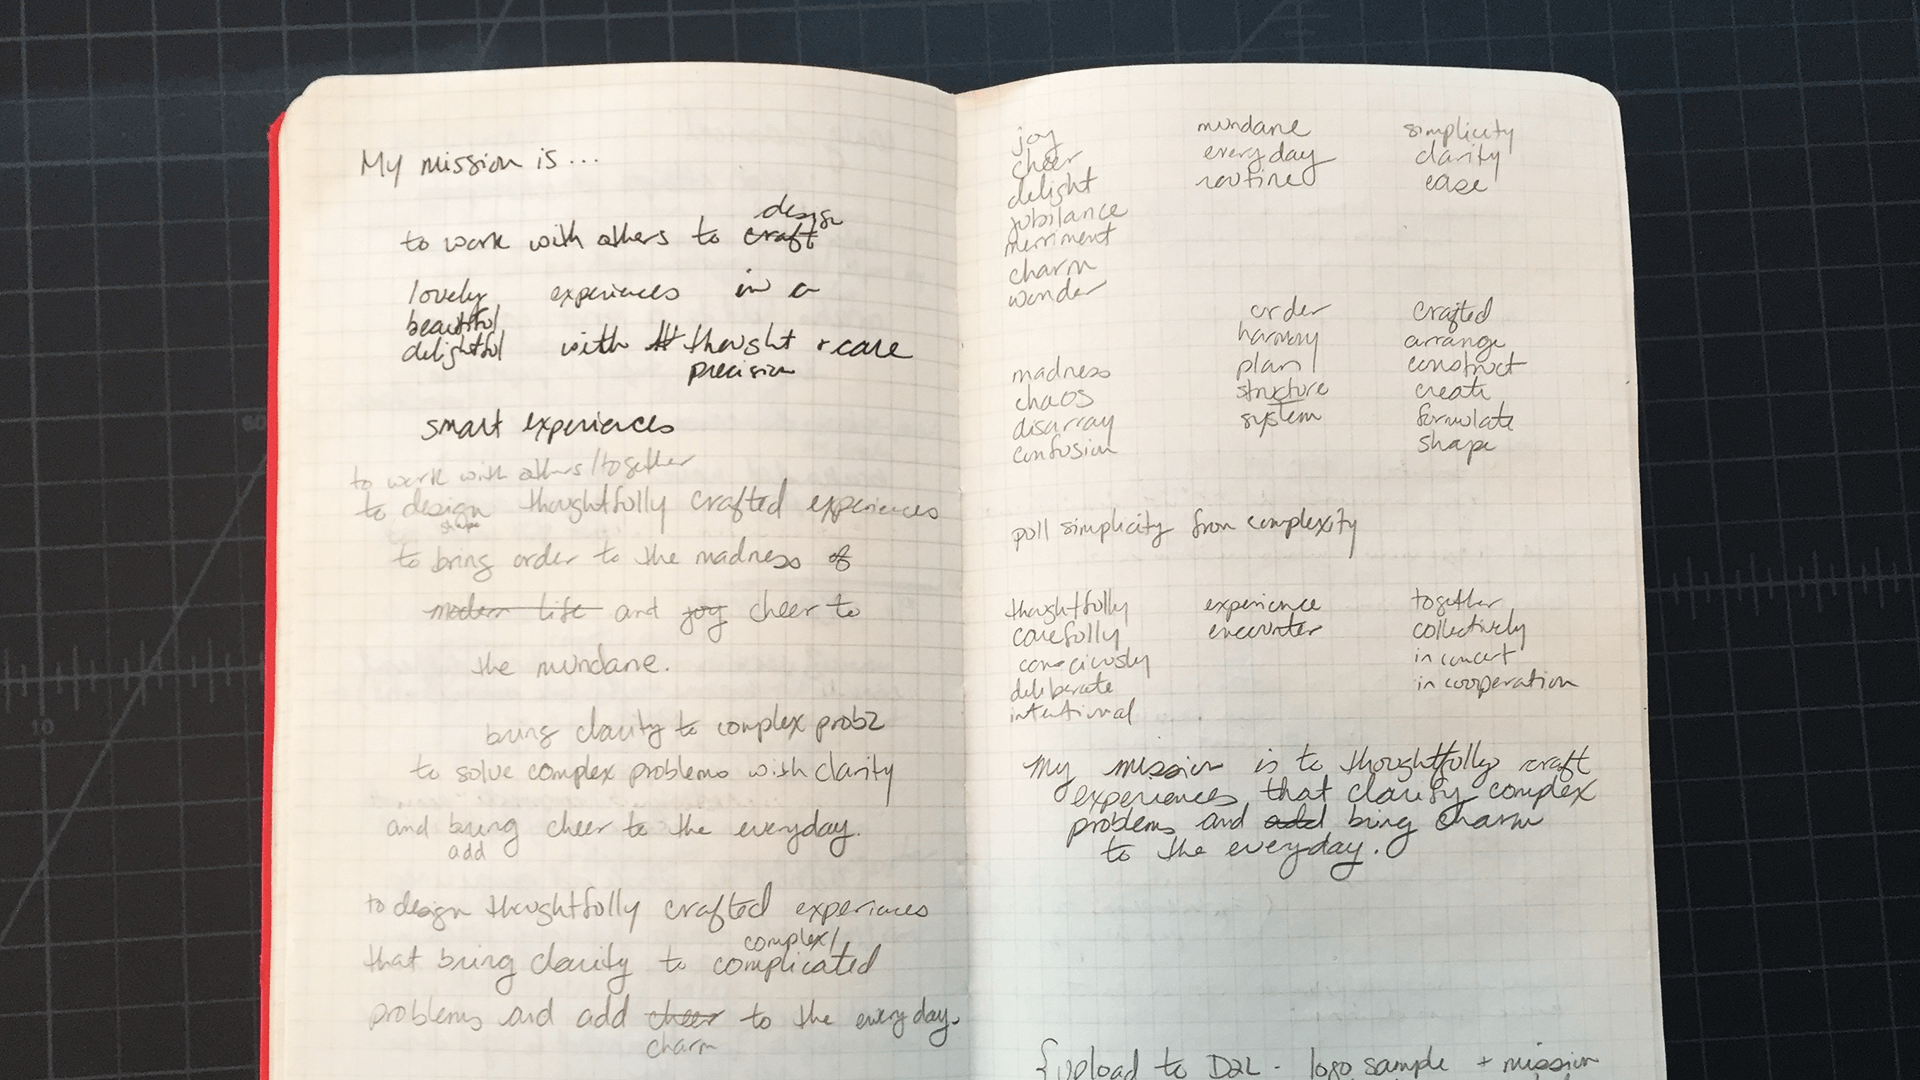 My mission is...
design
to work with others to craft
lovely experiences in a
beautiful
delightful with th thought + care
precision
smart experiences
to work with others/together
to design thoughtfully crafted experiences
shape
to bring order to the madness of
modern life and joy cheer to
the mundane.
bring clarity to complex prob
to solve complex problems with clarity
and bring cheer to the everyday.
add
to design thoughtfully crafted experiences
complex/
that bring clarity to complicated
problems and add cheer to the everyday.
charm
joy
cheer
delight
jubilance
merriment
charm
wonder
mundane
everyday
routine
simplicity
clarity
ease
madness
chaos
disarray
confusion
order
harmony
plan
structure
system
crafted
arrange
construct
create
formulate
shape
pull simplicity from complexity
thoughtfully
carefully
consciously
deliberate
intentional
experience
encounter
together
collectively
in concert
in cooperation
My mission is to thoughtfully craft
experiences that clarify complex
problems and add bring charm
to the everyday.
{upload to D2L - logo sample + mission
10